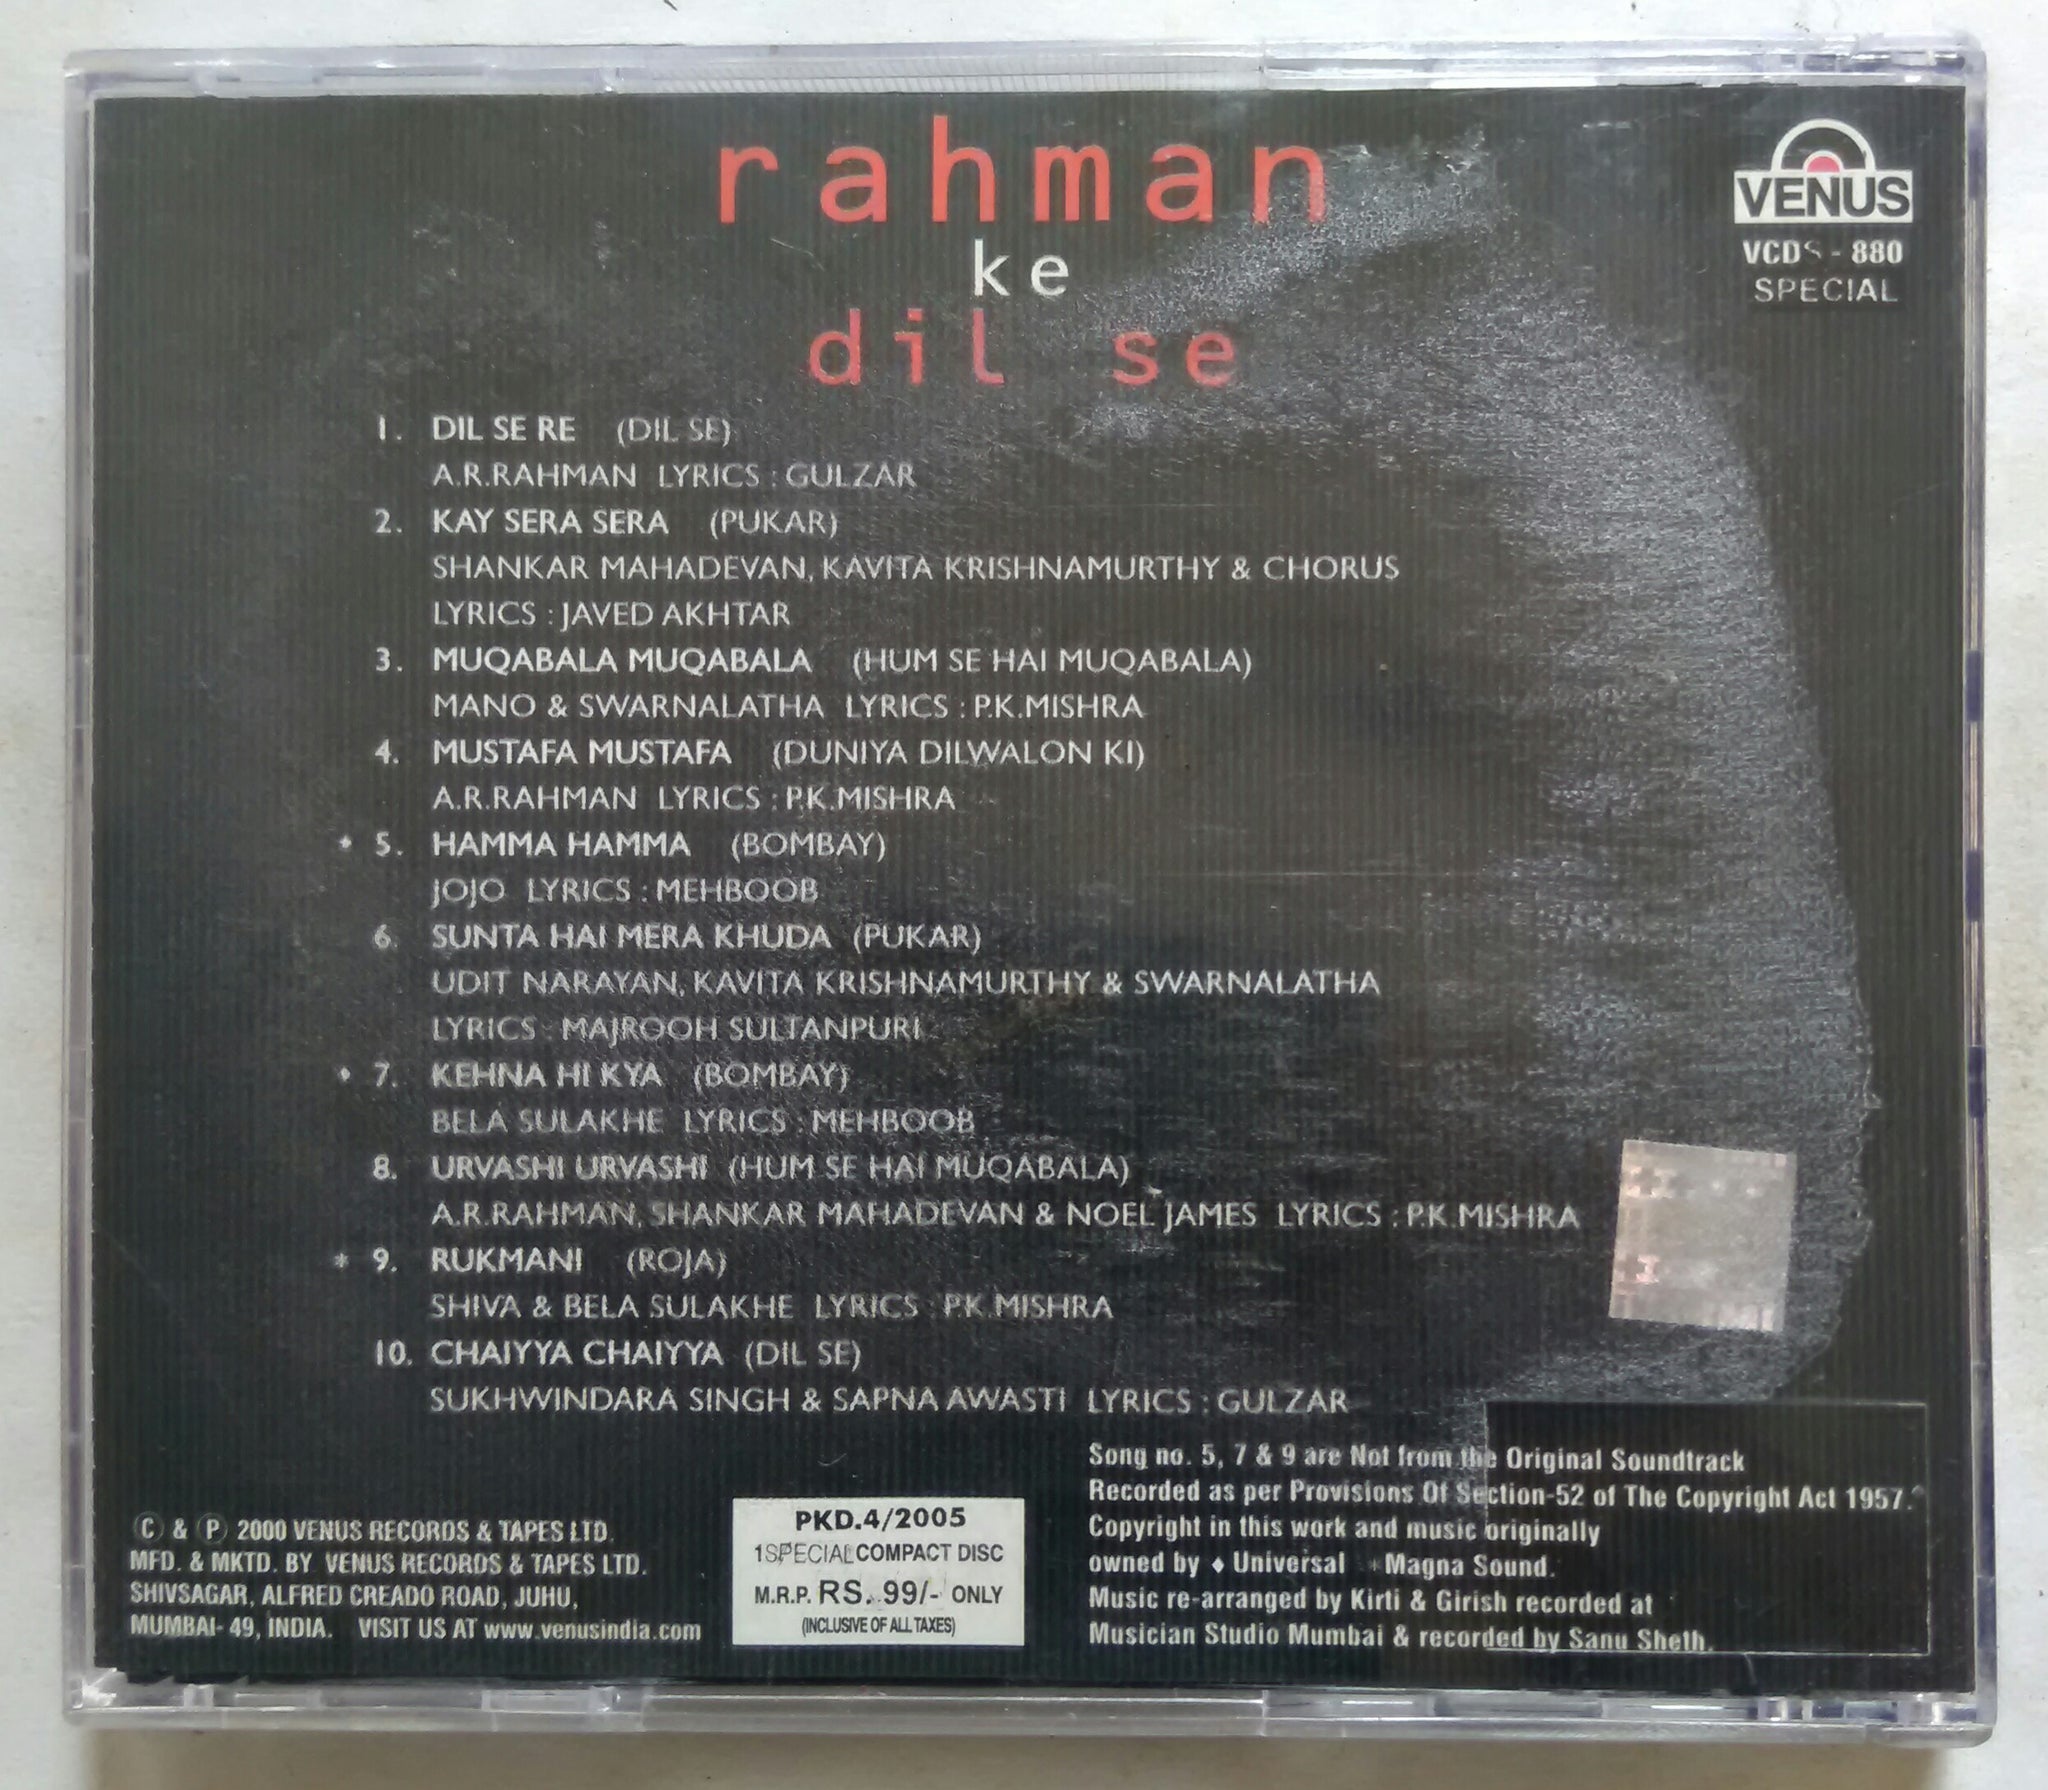 rahman
ke
dil se
VENUS
VCDS - 880
SPECIAL
1. DIL SE RE (DIL SE)
A.R.RAHMAN LYRICS : GULZAR
2. KAY SERA SERA (PUKAR)
SHANKAR MAHADEVAN, KAVITA KRISHNAMURTHY & CHORUS
LYRICS : JAVED AKHTAR
3. MUQABALA MUQABALA (HUM SE HAI MUQABALA)
MANO & SWARNALATHA LYRICS : P.K.MISHRA
4. MUSTAFA MUSTAFA (DUNIYA DILWALON KI)
A.R.RAHMAN LYRICS : P.K.MISHRA
♦ 5. HAMMA HAMMA (BOMBAY)
JOJO LYRICS : MEHBOOB
6. SUNTA HAI MERA KHUDA (PUKAR)
UDIT NARAYAN, KAVITA KRISHNAMURTHY & SWARNALATHA
LYRICS : MAJROOH SULTANPURI
♦ 7. KEHNA HI KYA (BOMBAY)
BELA SULAKHE LYRICS : MEHBOOB
8. URVASHI URVASHI (HUM SE HAI MUQABALA)
A.R.RAHMAN, SHANKAR MAHADEVAN & NOEL JAMES LYRICS : P.K.MISHRA
* 9. RUKMANI (ROJA)
SHIVA & BELA SULAKHE LYRICS : P.K.MISHRA
10. CHAIYYA CHAIYYA (DIL SE)
SUKHWINDARA SINGH & SAPNA AWASTI LYRICS : GULZAR
Ⓒ & Ⓟ 2000 VENUS RECORDS & TAPES LTD.
MFD. & MKTD. BY VENUS RECORDS & TAPES LTD.
SHIVSAGAR, ALFRED CREADO ROAD, JUHU,
MUMBAI- 49, INDIA. VISIT US AT www.venusindia.com
PKD.4/2005
1SPECIAL COMPACT DISC
M.R.P. RS. 99/- ONLY
(INCLUSIVE OF ALL TAXES)
Song no. 5, 7 & 9 are Not from the Original Soundtrack
Recorded as per Provisions Of Section-52 of The Copyright Act 1957.
Copyright in this work and music originally
owned by ♦ Universal * Magna Sound.
Music re-arranged by Kirti & Girish recorded at
Musician Studio Mumbai & recorded by Sanu Sheth.